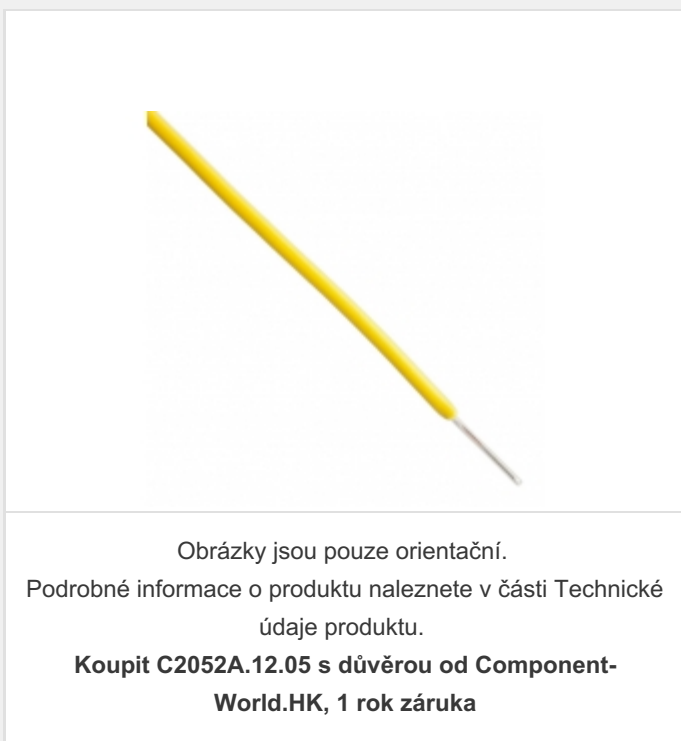 Obrázky jsou pouze orientační.
Podrobné informace o produktu naleznete v části Technické
údaje produktu.
Koupit C2052A.12.05 s důvěrou od Component-
World.HK, 1 rok záruka